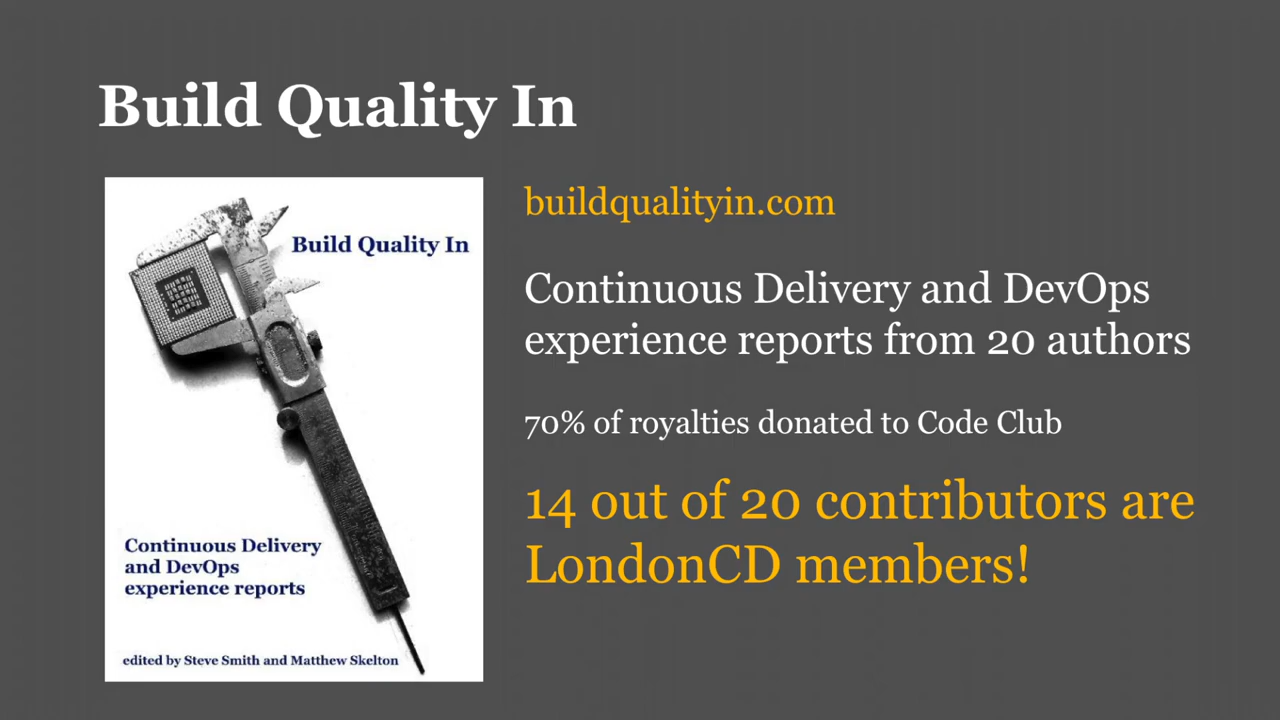 Build Quality In
Build Quality In
Continuous Delivery
and DevOps
experience reports
edited by Steve Smith and Matthew Skelton
buildqualityin.com
Continuous Delivery and DevOps
experience reports from 20 authors
70% of royalties donated to Code Club
14 out of 20 contributors are
LondonCD members!